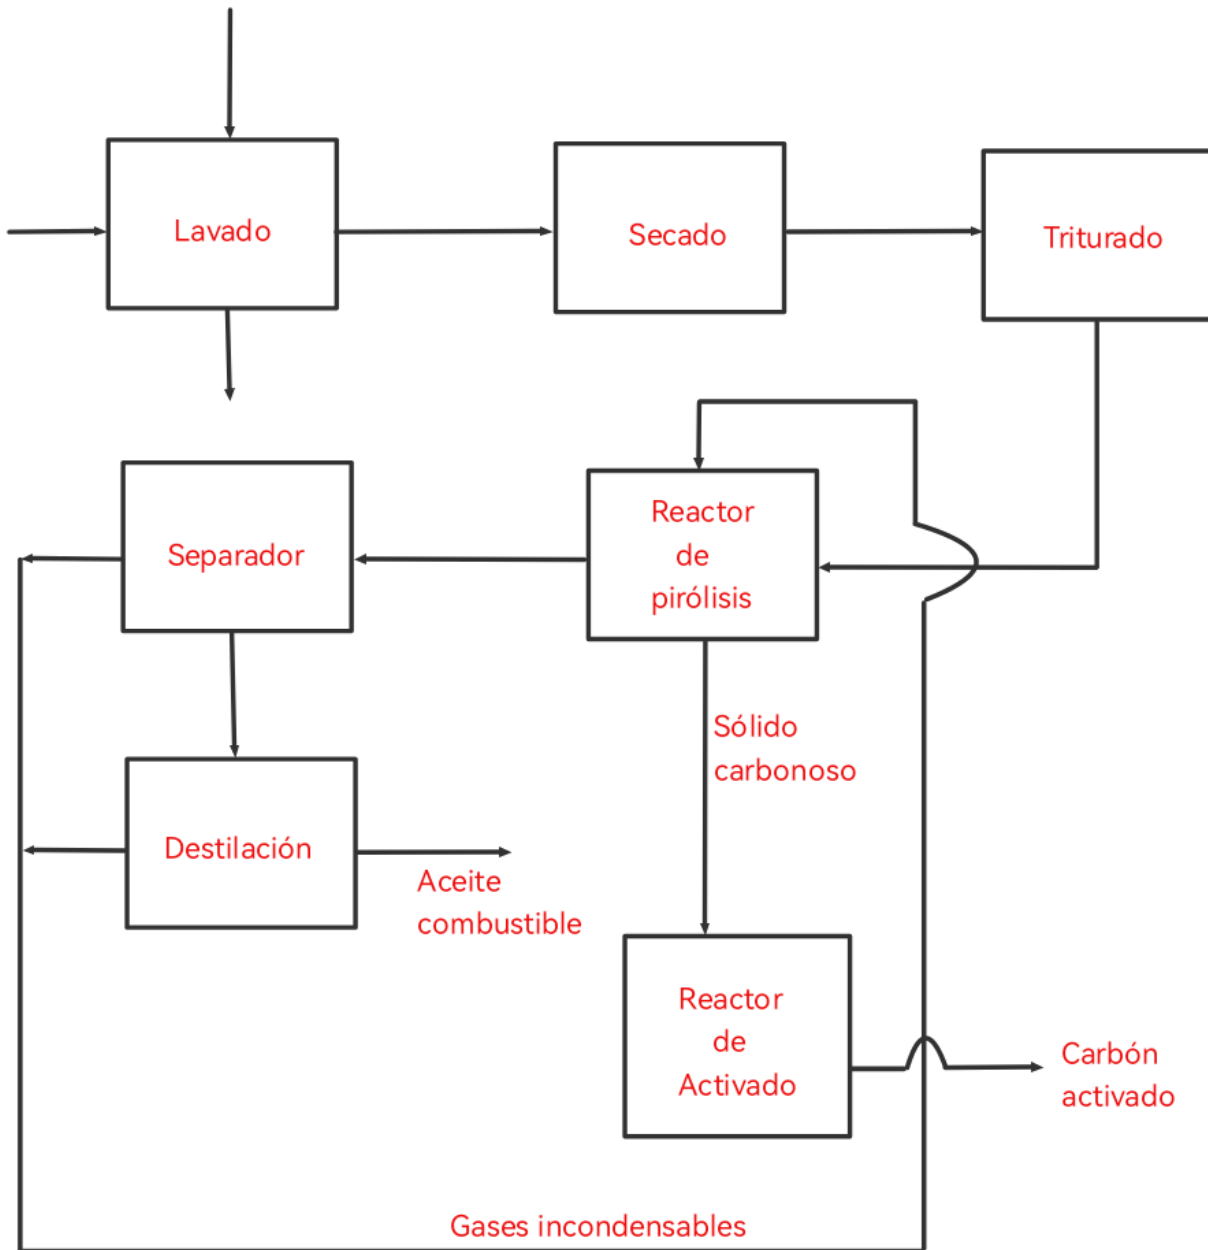 Lavado
Secado
Triturado
Reactor
de
pirólisis
Separador
Sólido
carbonoso
Destilación
Aceite
combustible
Reactor
de
Activado
Carbón
activado
Gases incondensables